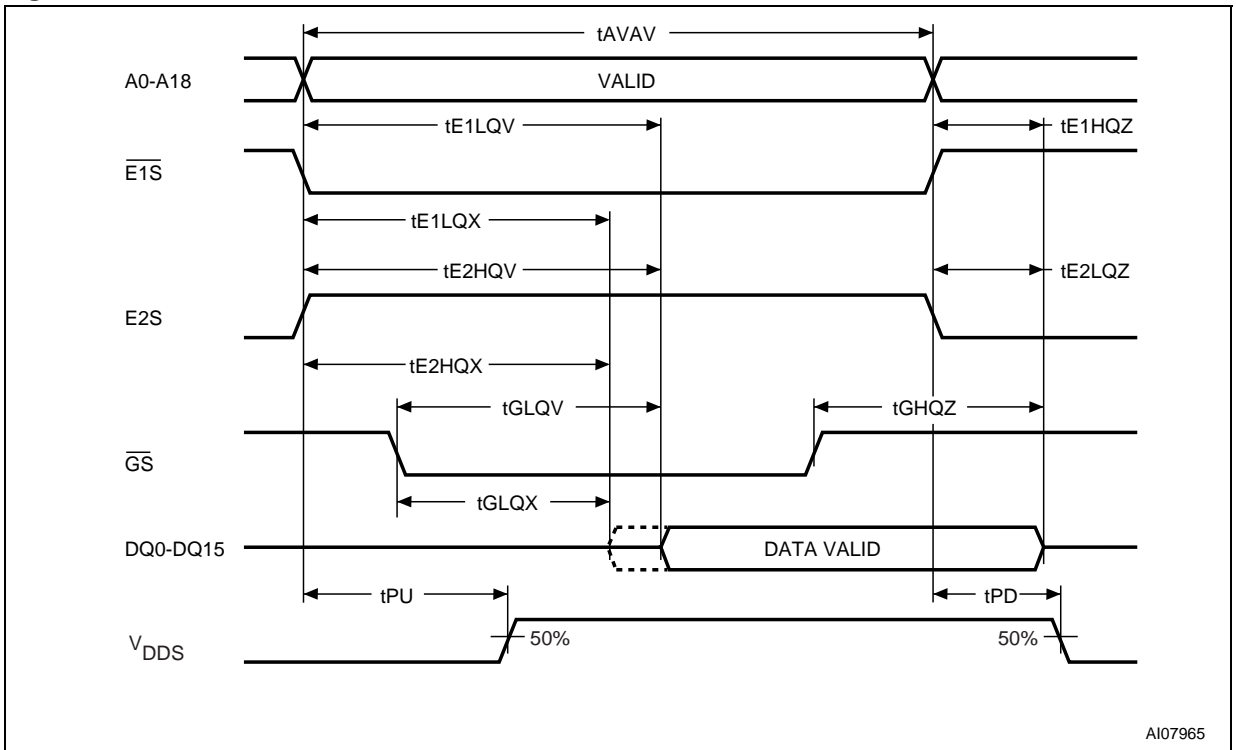 tAVAV
A0-A18
VALID
tE1LQV
tE1HQZ
E1S
tE1LQX
tE2HQV
tE2LQZ
E2S
tE2HQX
tGLQV
tGHQZ
GS
tGLQX
DQ0-DQ15
DATA VALID
tPU
tPD
VDDS
50%
50%
AI07965